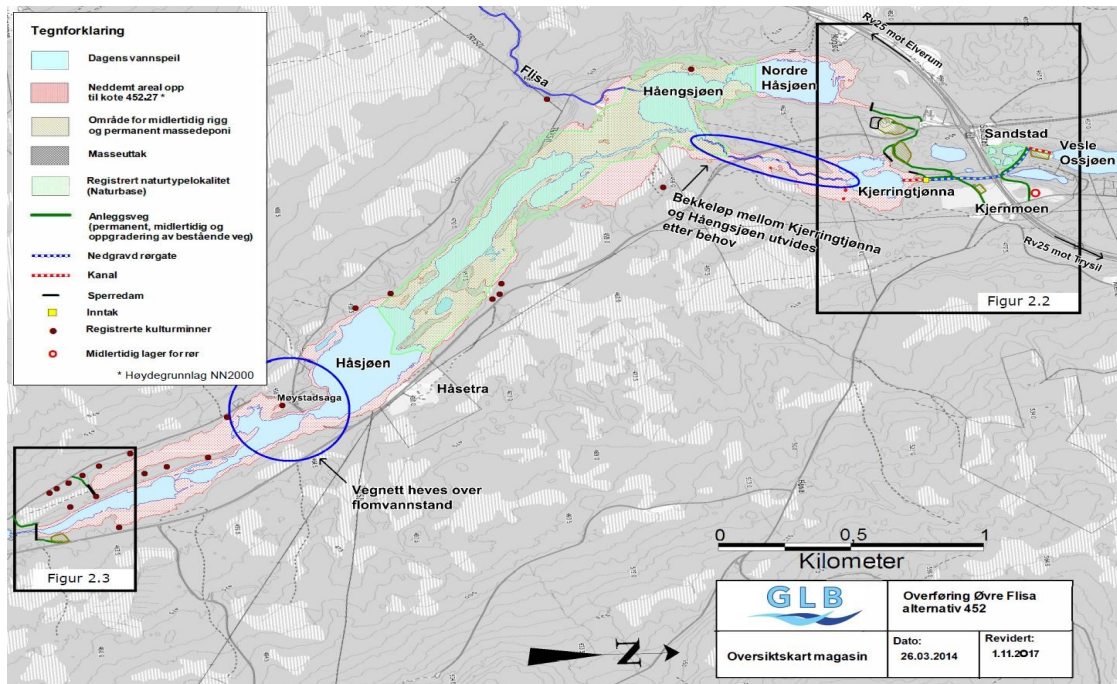 Tegnforklaring
Dagens vannspeil
Neddemt areal opp
til kote 452.27 *
Område for midlertidig rigg
og permanent massedeponi
Masseuttak
Registrert naturtypelokalitet
(Naturbase)
Anleggsveg
(permanent, midlertidig og
oppgradering av bestående veg)
Nedgravd rørgate
Kanal
Sperredam
Inntak
Registrerte kulturminner
Midlertidig lager for rør
* Høydegrunnlag NN2000
Flisa
Håengsjøen
Nordre
Håsjøen
Rv25 mot Elverum
Sandstad
Vesle
Ossjøen
Kjerringtjønna
Kjernmoen
Rv25 mot Trysil
Figur 2.2
Bekkeløp mellom Kjerringtjønna
og Håengsjøen utvides
etter behov
Håsjøen
Håsetra
Møystadsaga
Vegnett heves over
flomvannstand
Figur 2.3
0 0,5 1
Kilometer
N
GLB
Overføring Øvre Flisa
alternativ 452
Oversiktskart magasin
Dato:
26.03.2014
Revidert:
1.11.2017